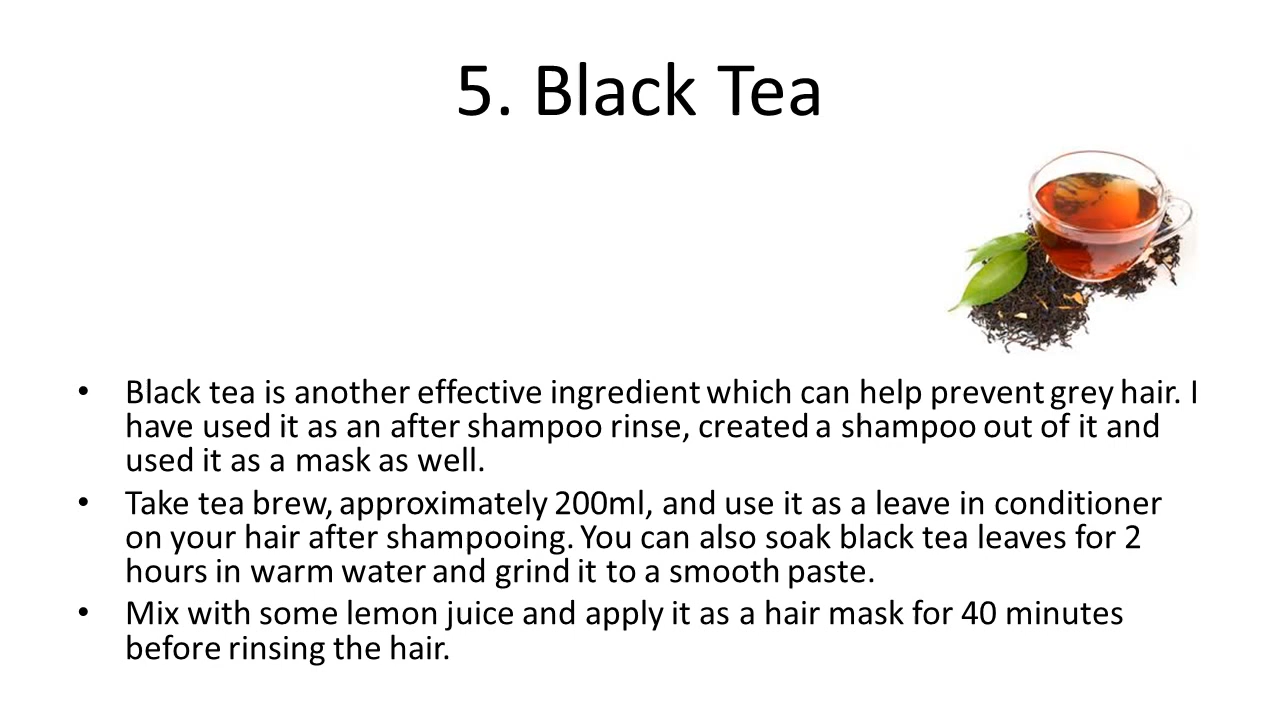 5. Black Tea
• Black tea is another effective ingredient which can help prevent grey hair. I
have used it as an after shampoo rinse, created a shampoo out of it and
used it as a mask as well.
• Take tea brew, approximately 200ml, and use it as a leave in conditioner
on your hair after shampooing. You can also soak black tea leaves for 2
hours in warm water and grind it to a smooth paste.
• Mix with some lemon juice and apply it as a hair mask for 40 minutes
before rinsing the hair.